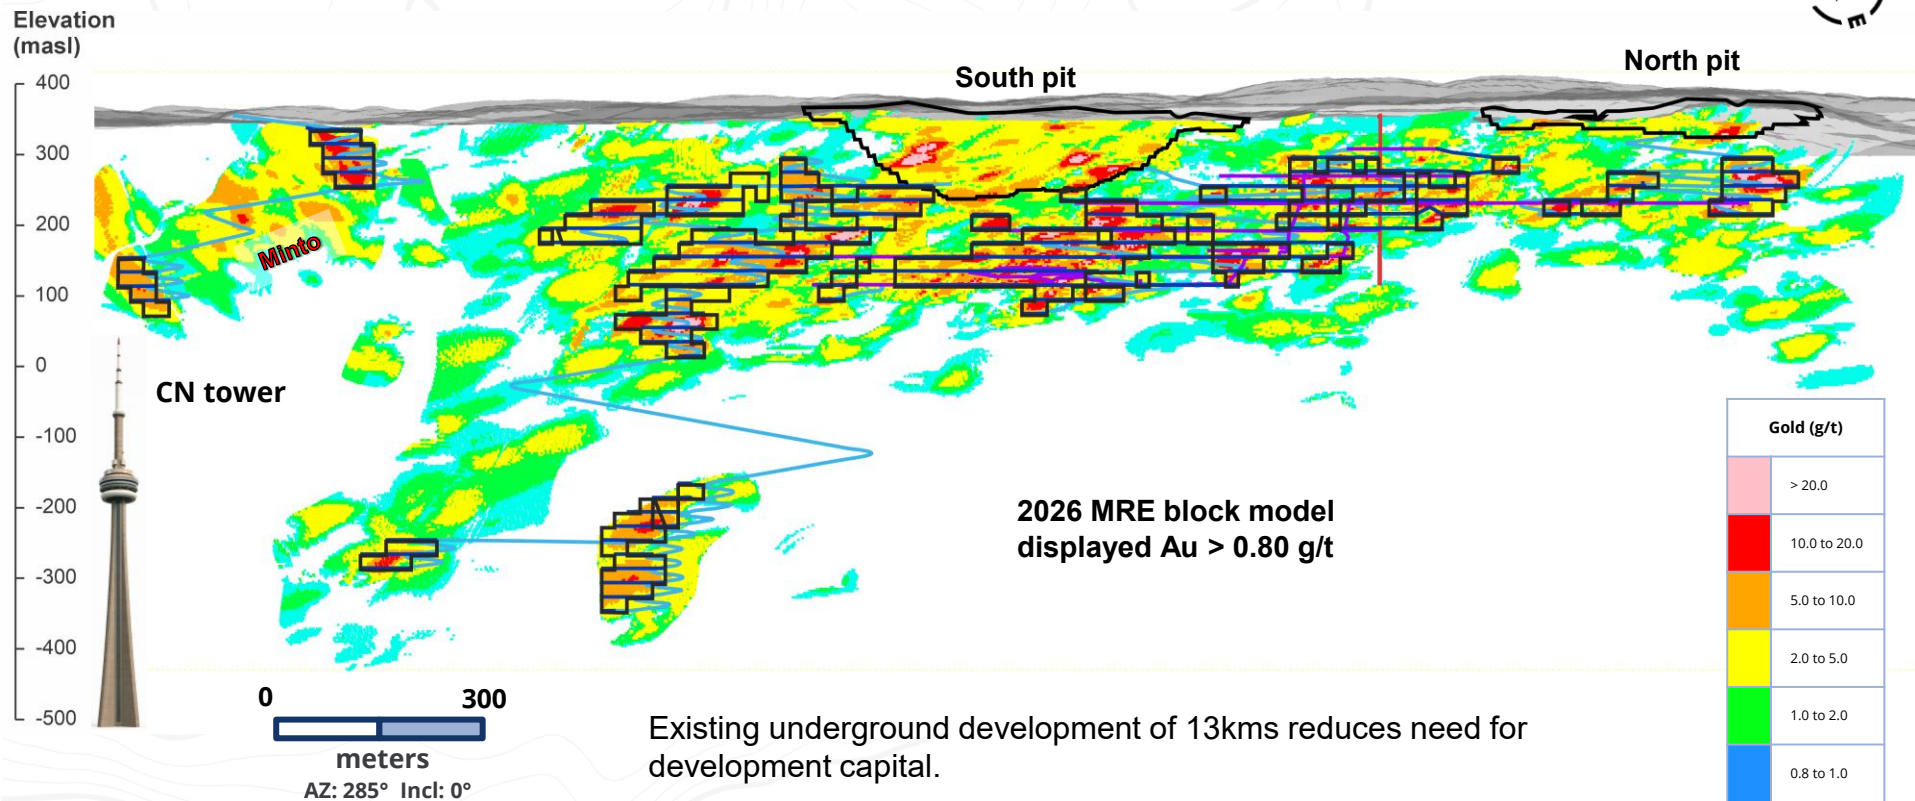 Elevation
(masl)
E
South pit
North pit
400
300
200
100
0
-100
-200
-300
-400
-500
Minto
CN tower
2026 MRE block model
displayed Au > 0.80 g/t
Gold (g/t)
> 20.0
10.0 to 20.0
5.0 to 10.0
2.0 to 5.0
1.0 to 2.0
0.8 to 1.0
0 300
meters
AZ: 285° Incl: 0°
Existing underground development of 13kms reduces need for
development capital.